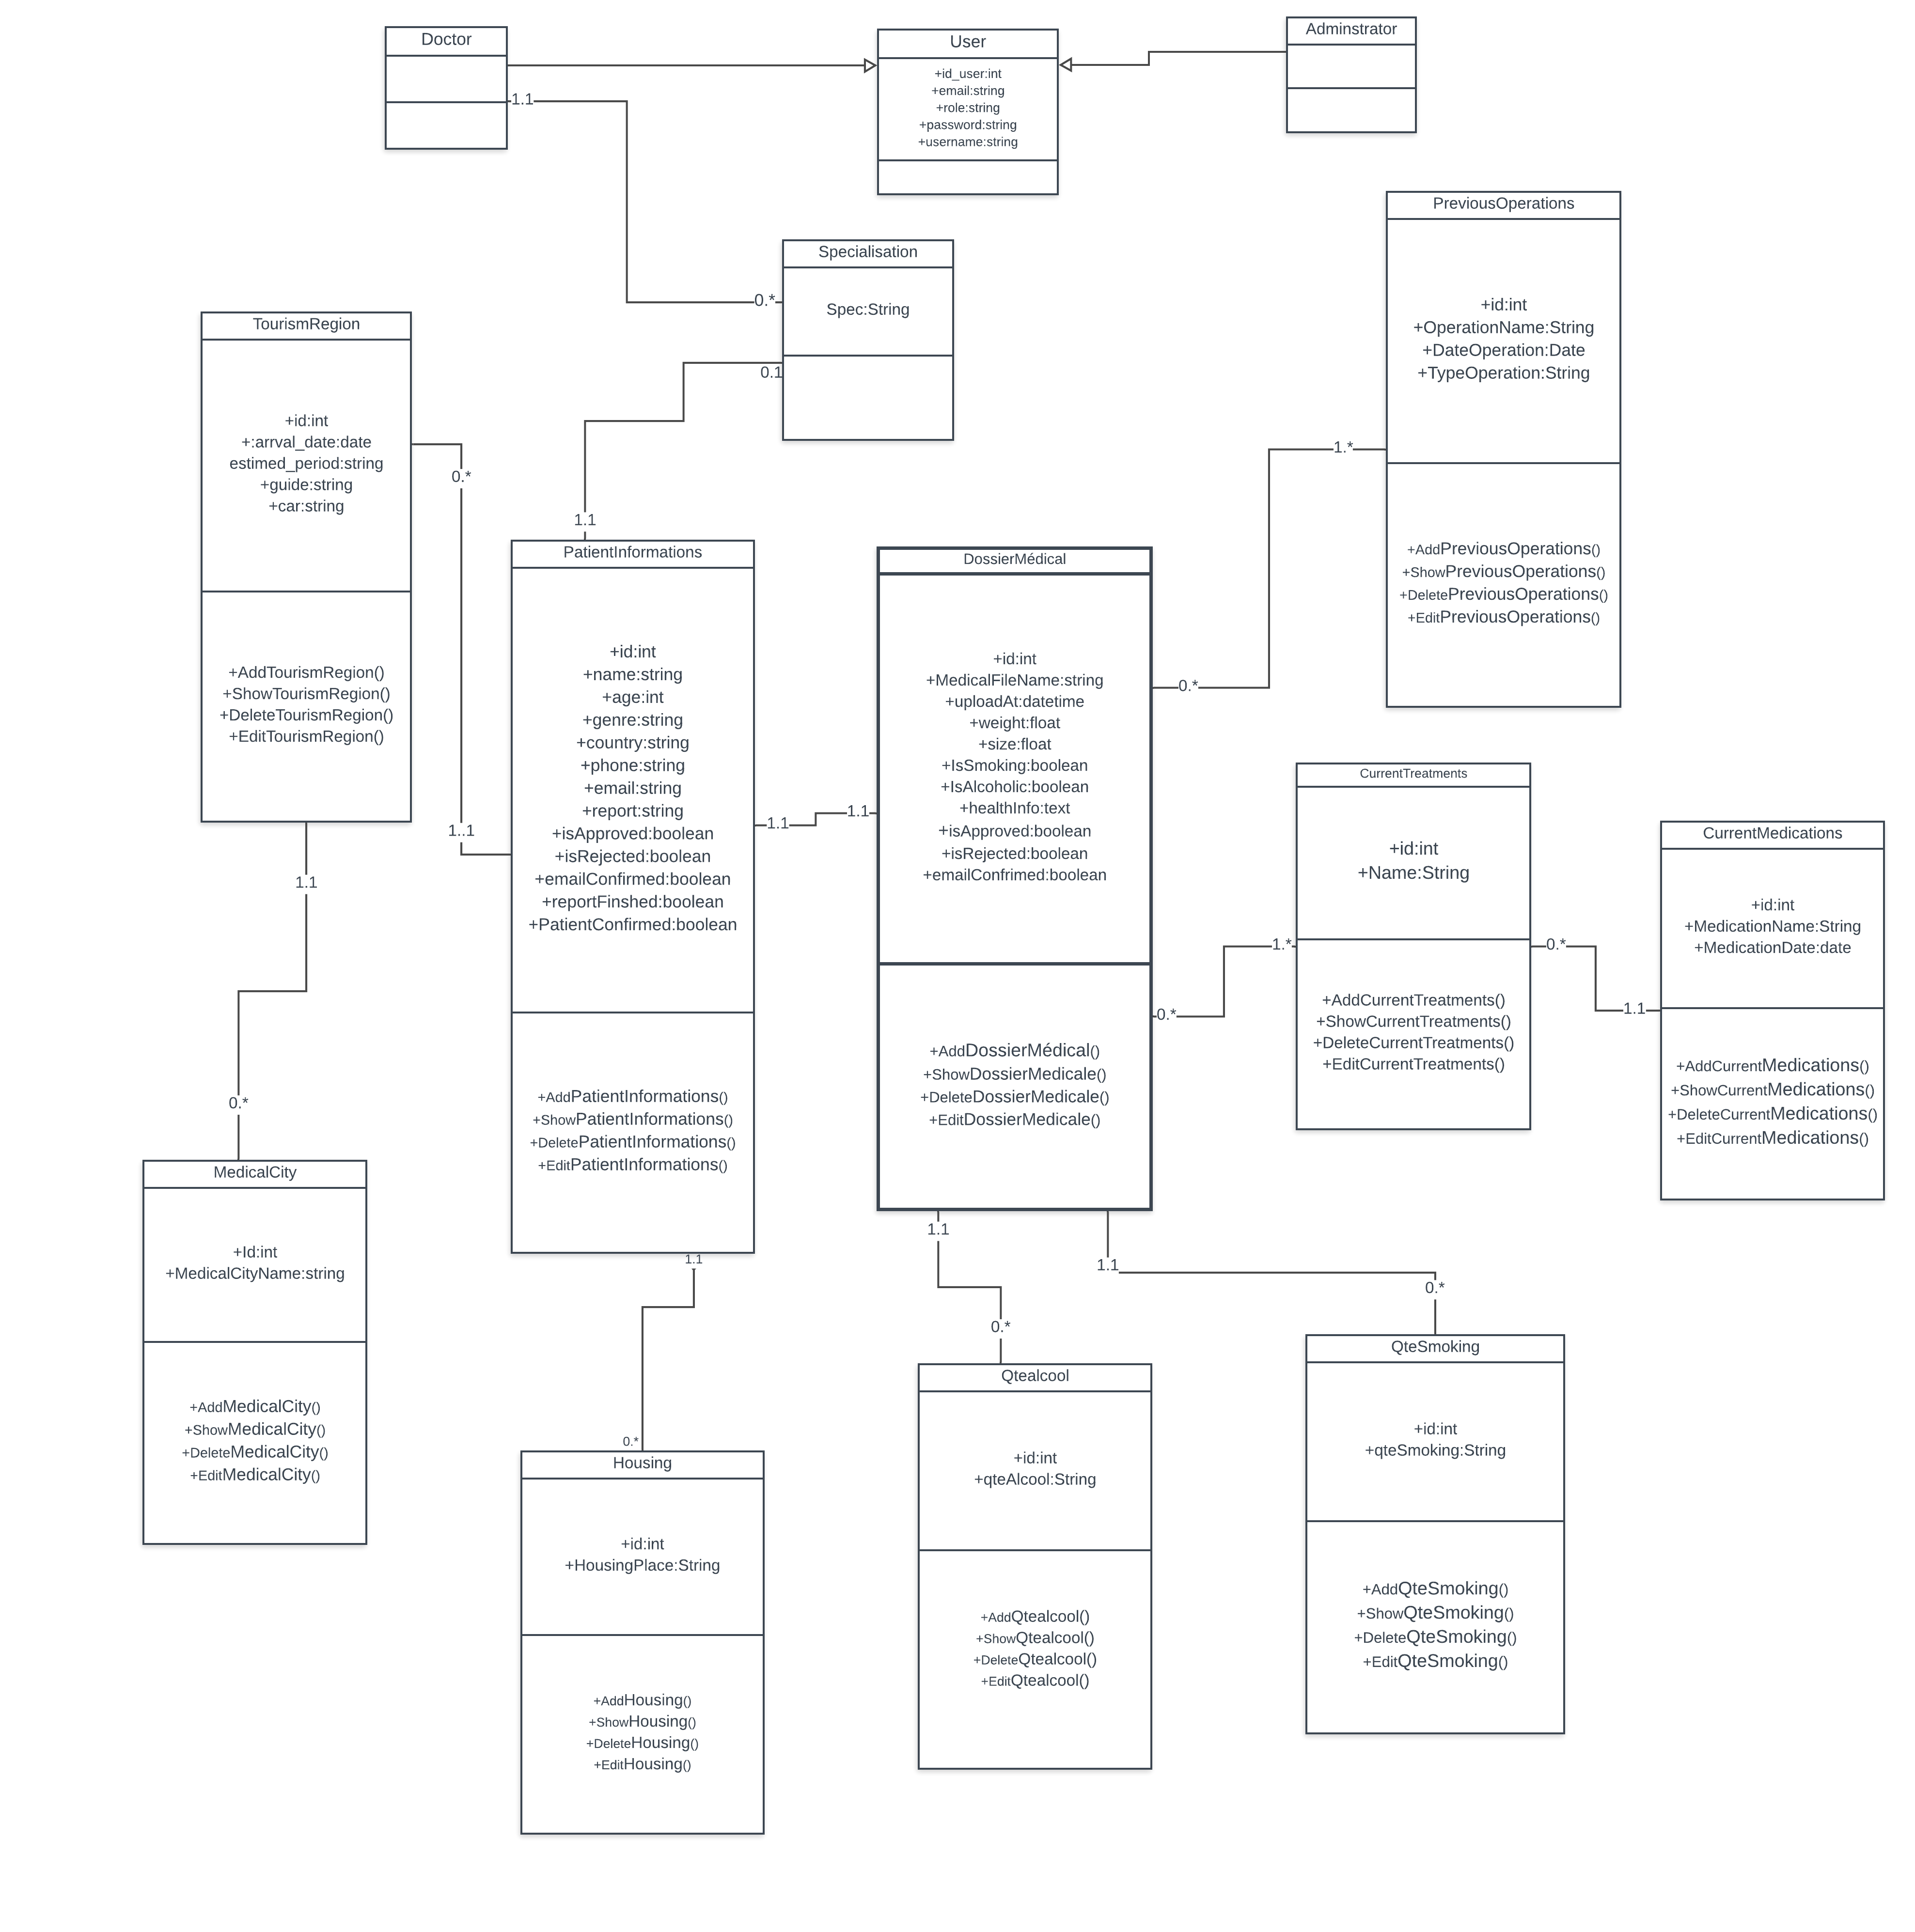 Doctor
User
+id_user:int
+email:string
+role:string
+password:string
+username:string
Adminstrator
1.1
0.*
Specialisation
Spec:String
0.1
1.1
PreviousOperations
+id:int
+OperationName:String
+DateOperation:Date
+TypeOperation:String
+AddPreviousOperations()
+ShowPreviousOperations()
+DeletePreviousOperations()
+EditPreviousOperations()
1.*
0.*
TourismRegion
+id:int
+:arrval_date:date
estimed_period:string
+guide:string
+car:string
+AddTourismRegion()
+ShowTourismRegion()
+DeleteTourismRegion()
+EditTourismRegion()
0.*
1..1
PatientInformations
+id:int
+name:string
+age:int
+genre:string
+country:string
+phone:string
+email:string
+report:string
+isApproved:boolean
+isRejected:boolean
+emailConfirmed:boolean
+reportFinshed:boolean
+PatientConfirmed:boolean
+AddPatientInformations()
+ShowPatientInformations()
+DeletePatientInformations()
+EditPatientInformations()
1.1
1.1
DossierMédical
+id:int
+MedicalFileName:string
+uploadAt:datetime
+weight:float
+size:float
+IsSmoking:boolean
+IsAlcoholic:boolean
+healthInfo:text
+isApproved:boolean
+isRejected:boolean
+emailConfrimed:boolean
+AddDossierMédical()
+ShowDossierMedicale()
+DeleteDossierMedicale()
+EditDossierMedicale()
0.*
1.*
CurrentTreatments
+id:int
+Name:String
+AddCurrentTreatments()
+ShowCurrentTreatments()
+DeleteCurrentTreatments()
+EditCurrentTreatments()
0.*
1.1
CurrentMedications
+id:int
+MedicationName:String
+MedicationDate:date
+AddCurrentMedications()
+ShowCurrentMedications()
+DeleteCurrentMedications()
+EditCurrentMedications()
1.1
0.*
MedicalCity
+Id:int
+MedicalCityName:string
+AddMedicalCity()
+ShowMedicalCity()
+DeleteMedicalCity()
+EditMedicalCity()
1.1
0.*
Housing
+id:int
+HousingPlace:String
+AddHousing()
+ShowHousing()
+DeleteHousing()
+EditHousing()
1.1
0.*
Qtealcool
+id:int
+qteAlcool:String
+AddQtealcool()
+ShowQtealcool()
+DeleteQtealcool()
+EditQtealcool()
1.1
0.*
QteSmoking
+id:int
+qteSmoking:String
+AddQteSmoking()
+ShowQteSmoking()
+DeleteQteSmoking()
+EditQteSmoking()